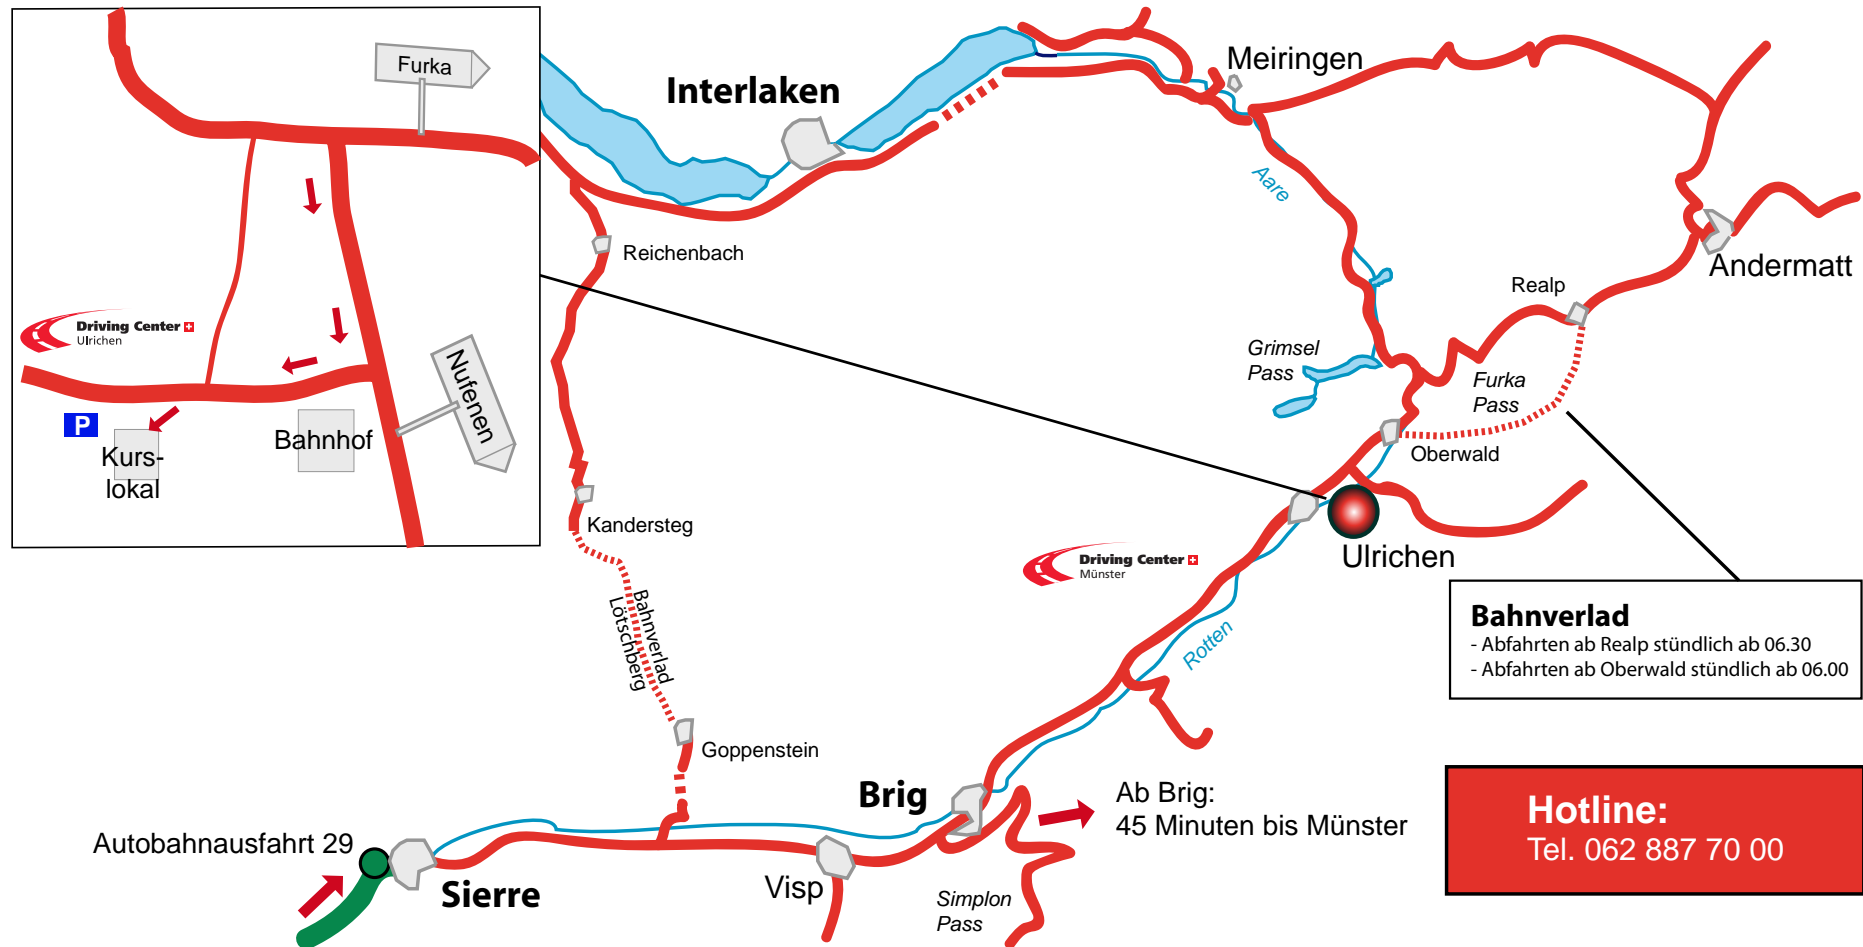 Furka
Driving Center
Ulrichen
Nufenen
P
Kurs-
lokal
Bahnhof
Interlaken
Meiringen
Aare
Reichenbach
Andermatt
Realp
Grimsel
Pass
Furka
Pass
Oberwald
Kandersteg
Ulrichen
Driving Center
Münster
Bahnverlad
Lötschberg
Rotten
Bahnverlad
- Abfahrten ab Realp stündlich ab 06.30
- Abfahrten ab Oberwald stündlich ab 06.00
Goppenstein
Brig
Ab Brig:
45 Minuten bis Münster
Hotline:
Tel. 062 887 70 00
Autobahnausfahrt 29
Sierre
Visp
Simplon
Pass